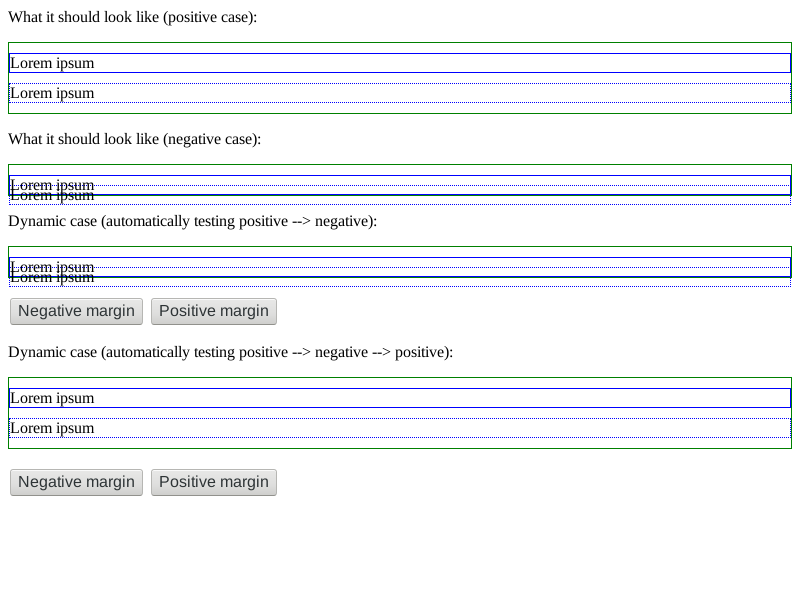 What it should look like (positive case):
Lorem ipsum
Lorem ipsum
What it should look like (negative case):
Lorem ipsum
Lorem ipsum
Dynamic case (automatically testing positive --> negative):
Lorem ipsum
Lorem ipsum
Negative margin Positive margin
Dynamic case (automatically testing positive --> negative --> positive):
Lorem ipsum
Lorem ipsum
Negative margin Positive margin